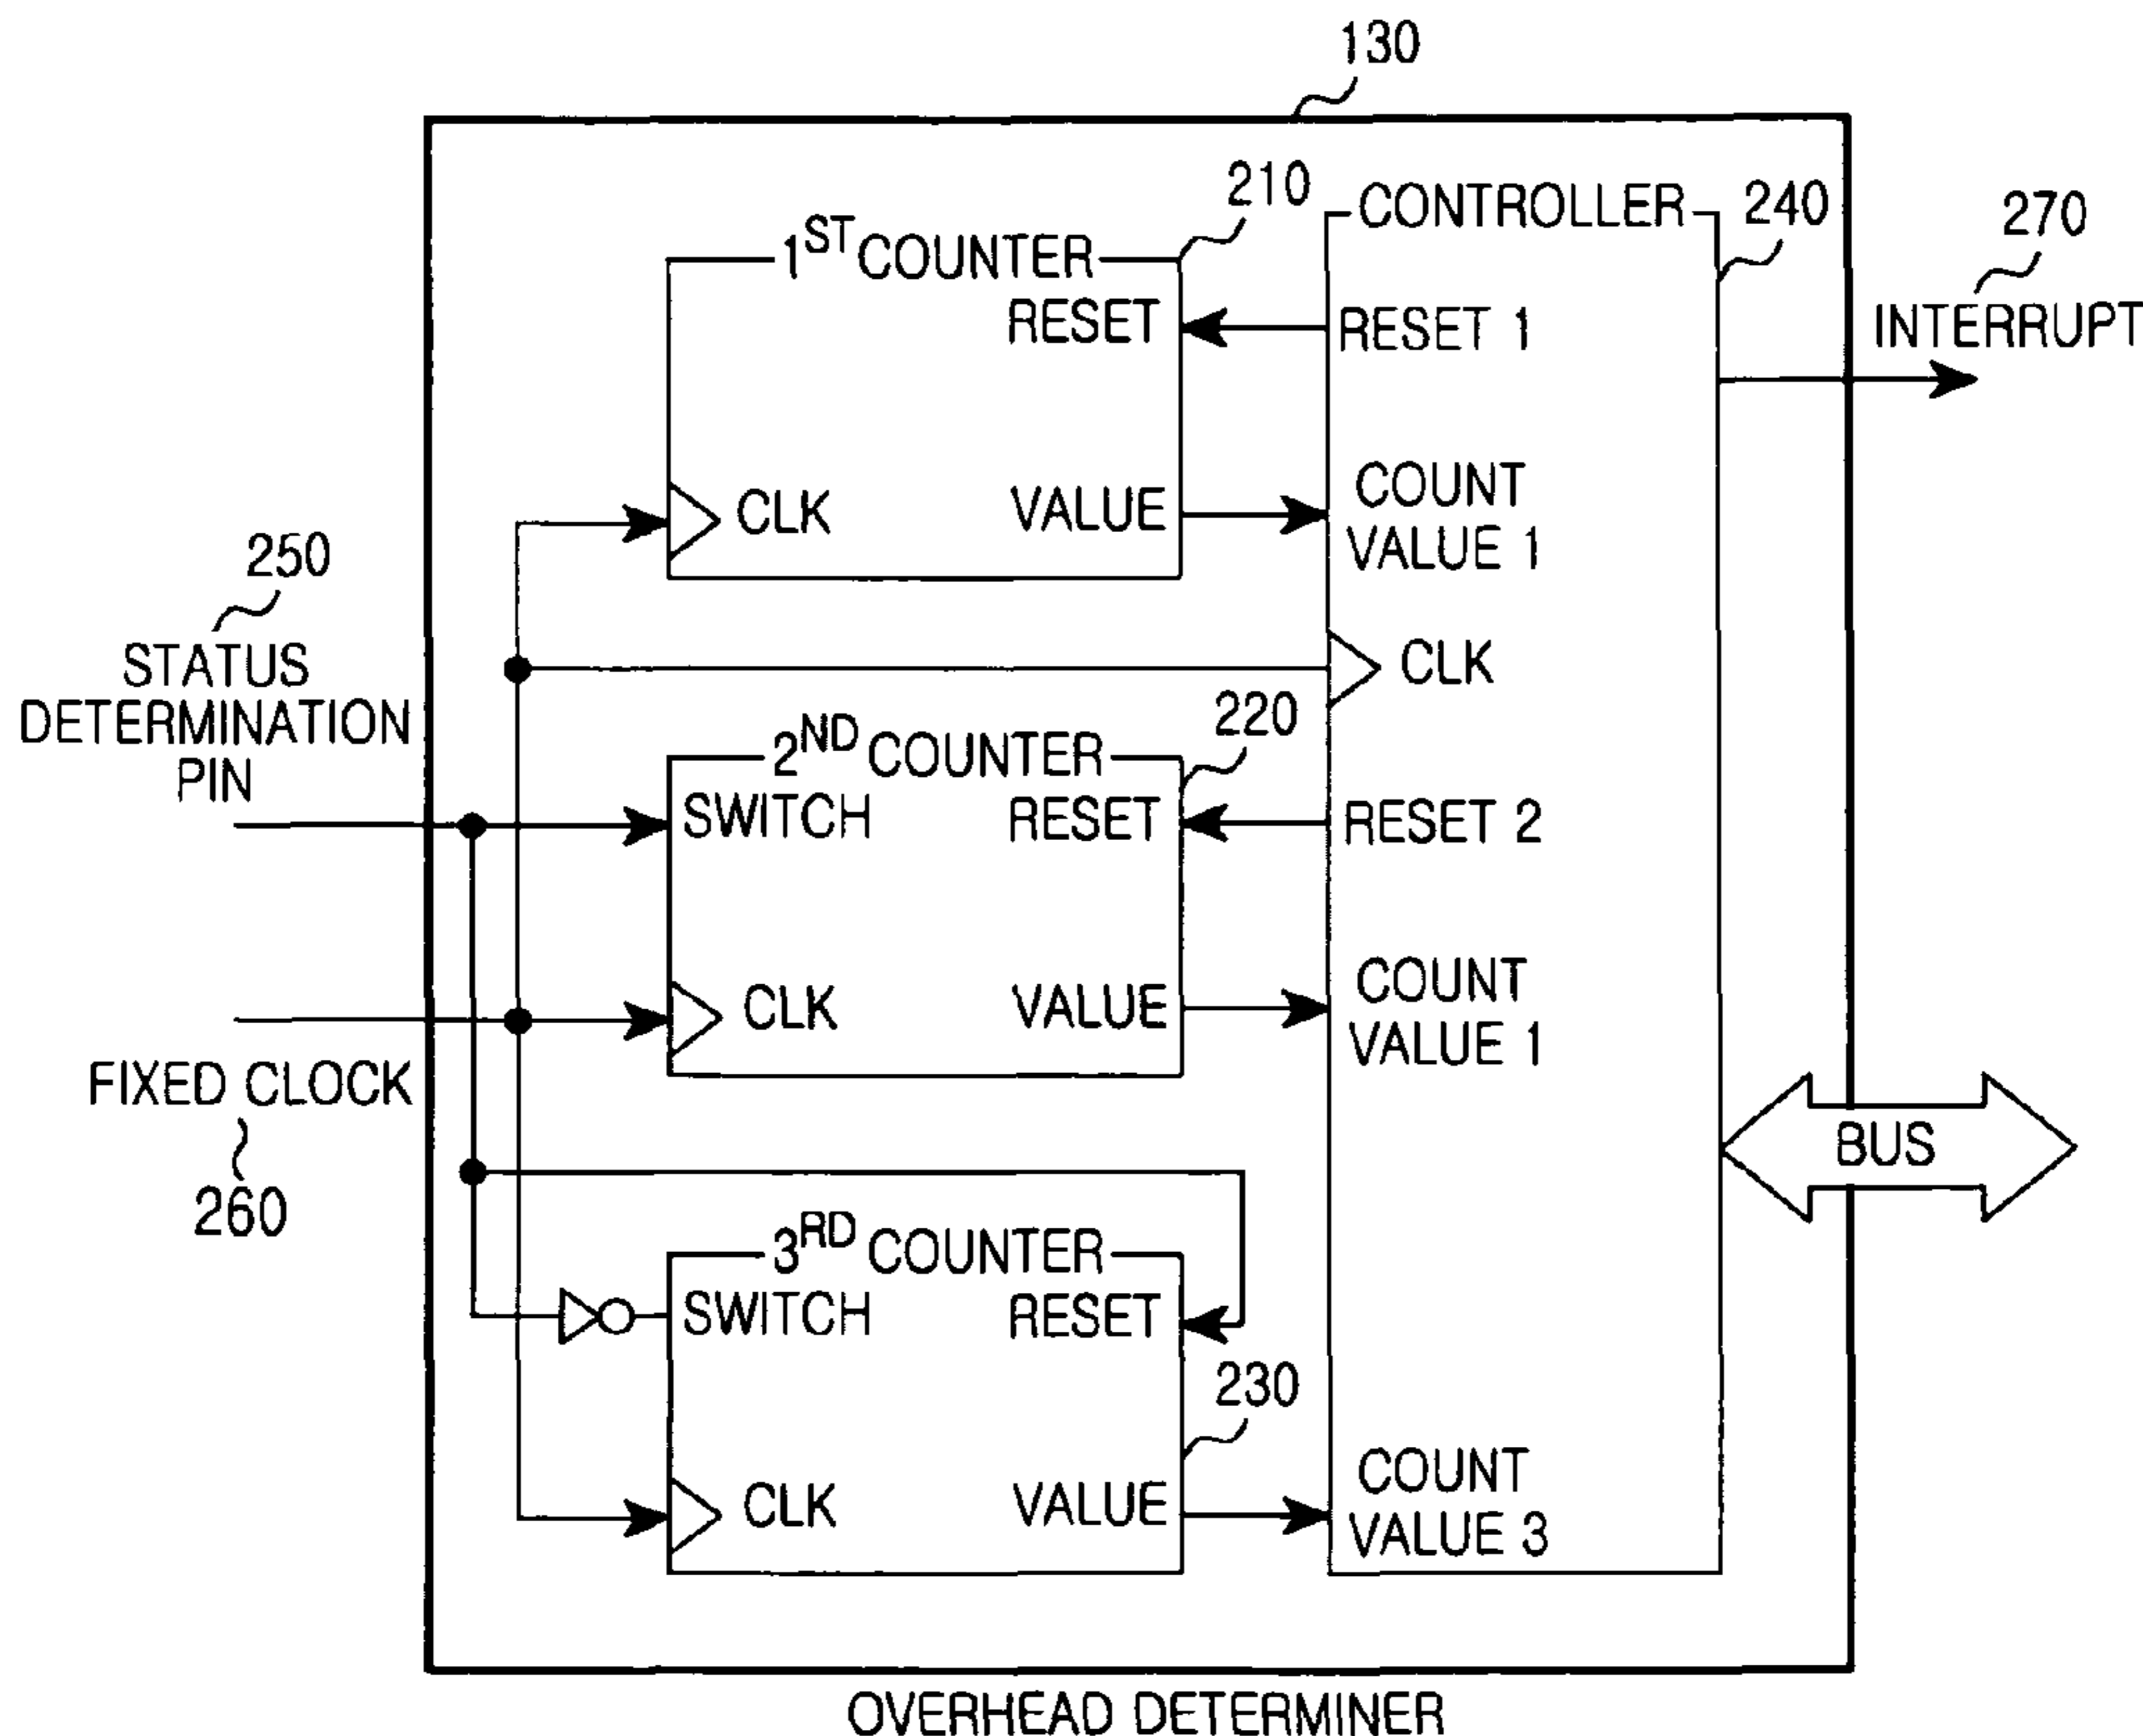 130
210
CONTROLLER
240
270
1ST COUNTER
RESET
RESET 1
INTERRUPT
CLK
VALUE
COUNT
VALUE 1
250
STATUS
DETERMINATION
PIN
CLK
220
2ND COUNTER
SWITCH
RESET
RESET 2
CLK
VALUE
COUNT
VALUE 1
FIXED CLOCK
260
BUS
3RD COUNTER
SWITCH
RESET
230
CLK
VALUE
COUNT
VALUE 3
OVERHEAD DETERMINER